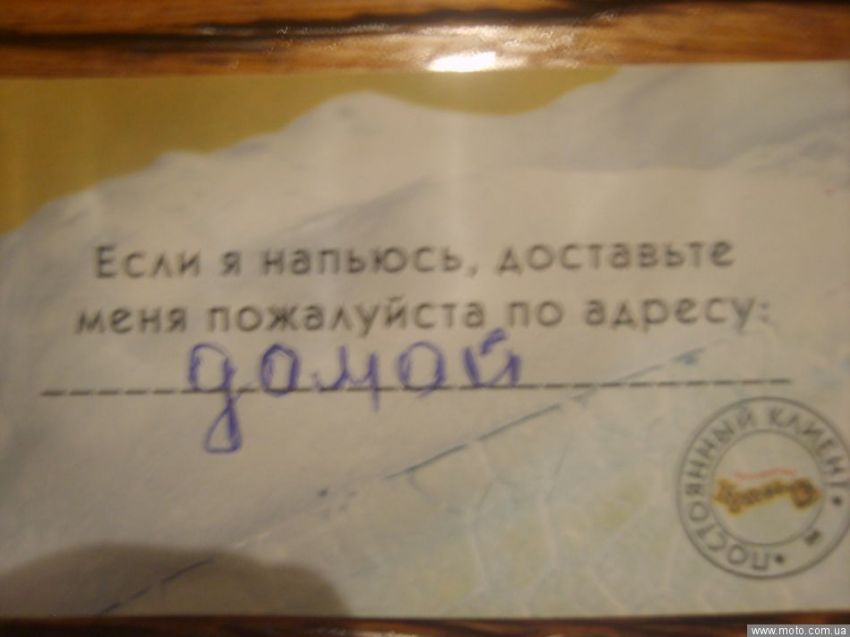 Если я напьюсь, доставьте
меня пожалуйста по адресу:
домой
ПОСТОЯННЫЙ КЛИЕНТ
www.moto.com.ua